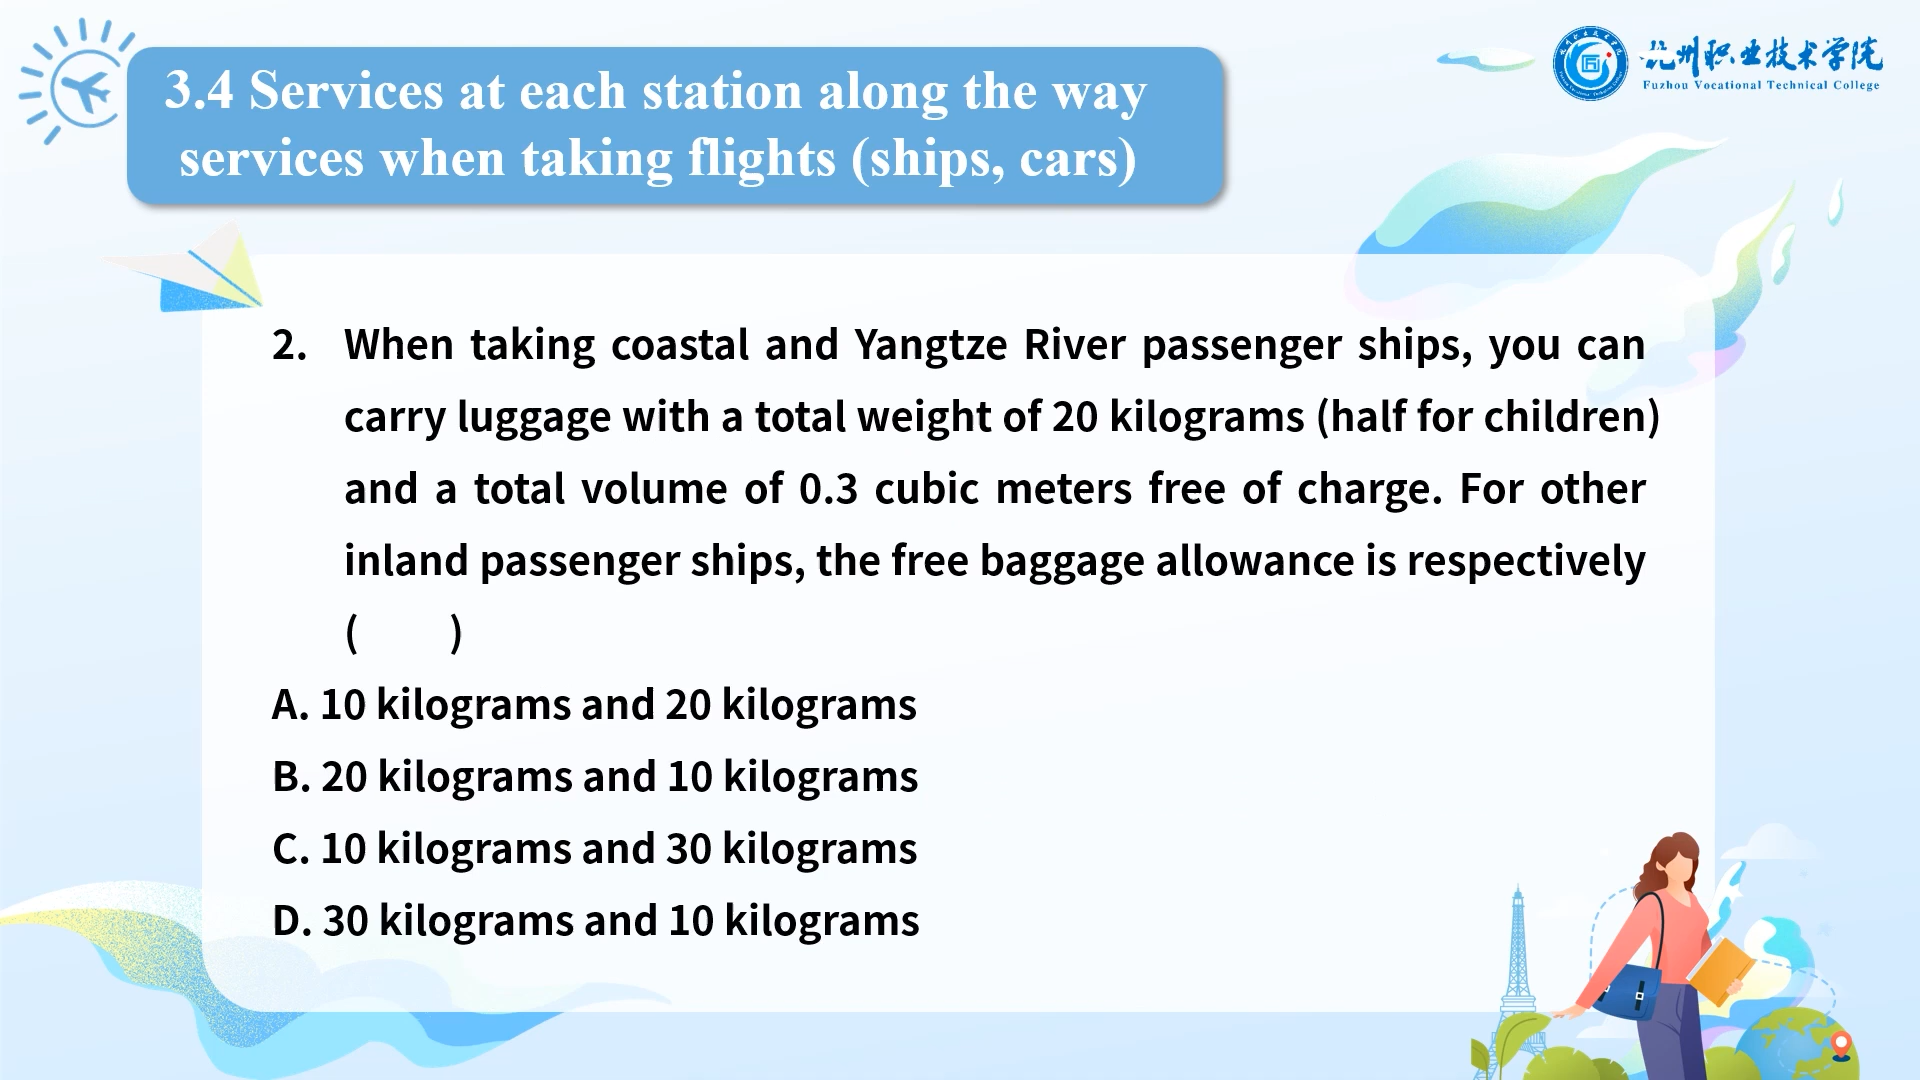 3.4 Services at each station along the way
services when taking flights (ships, cars)
州职业技术学院
Fuzhou Vocational Technical College
2. When taking coastal and Yangtze River passenger ships, you can
carry luggage with a total weight of 20 kilograms (half for children)
and a total volume of 0.3 cubic meters free of charge. For other
inland passenger ships, the free baggage allowance is respectively
( )
A. 10 kilograms and 20 kilograms
B. 20 kilograms and 10 kilograms
C. 10 kilograms and 30 kilograms
D. 30 kilograms and 10 kilograms